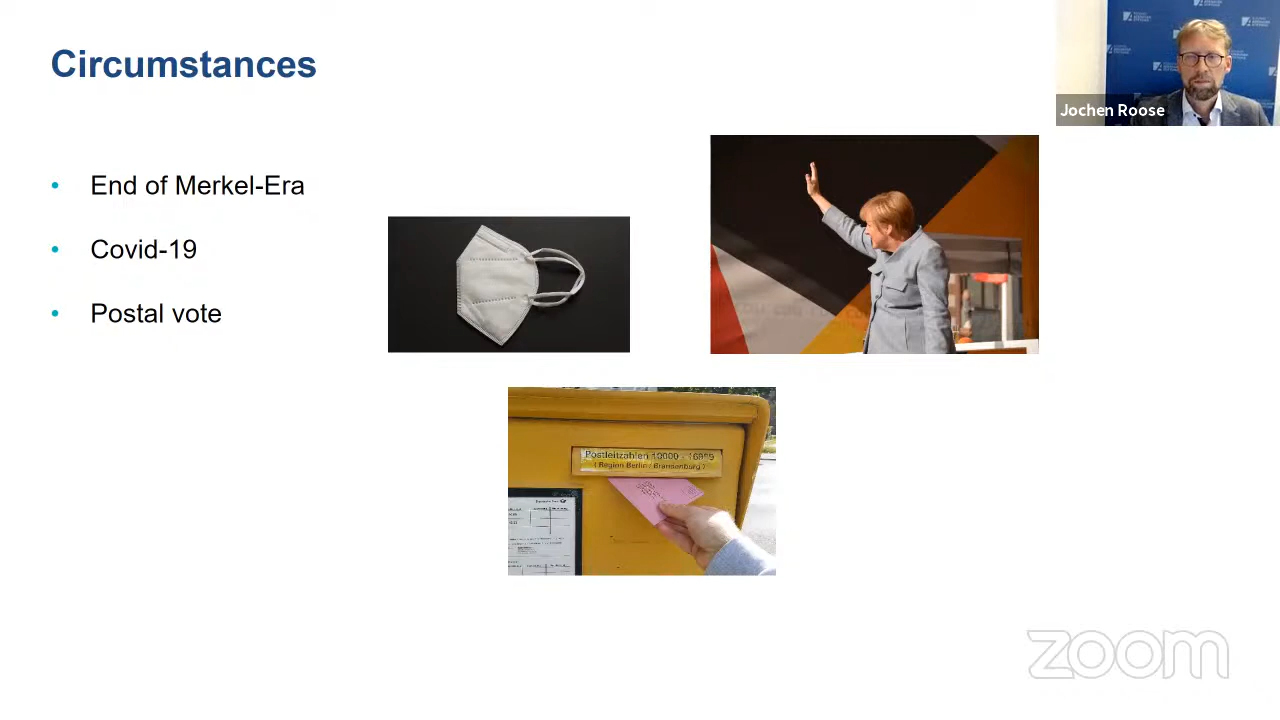 Circumstances
Jochen Roose
• End of Merkel-Era
• Covid-19
• Postal vote
Postleitzahlen 10000 - 16999
( Region Berlin / Brandenburg )
zoom